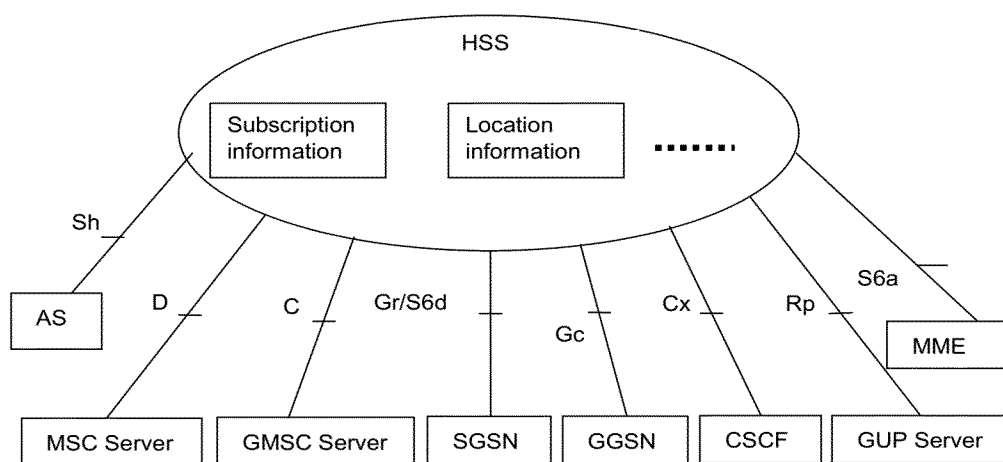 HSS
Subscription
information
Location
information
Sh
D
C
Gr/S6d
Gc
Cx
Rp
S6a
AS
MME
MSC Server
GMSC Server
SGSN
GGSN
CSCF
GUP Server